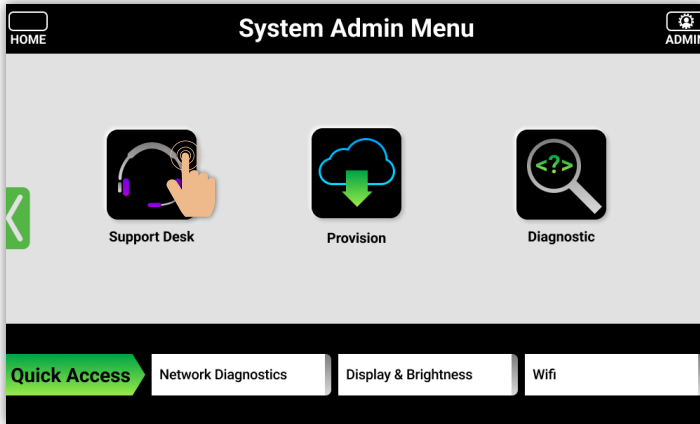 System Admin Menu
HOME
ADMIN
<?>
Support Desk
Provision
Diagnostic
Quick Access
Network Diagnostics
Display & Brightness
Wifi